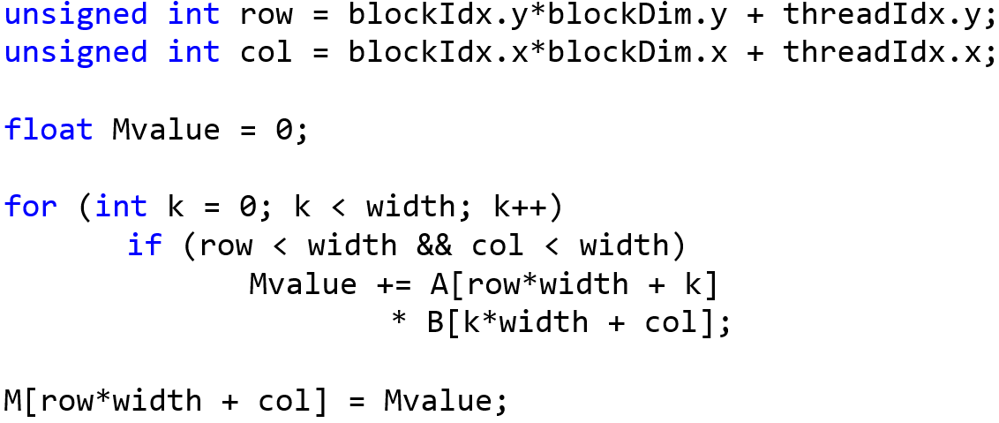 unsigned int row = blockIdx.y*blockDim.y + threadIdx.y;
unsigned int col = blockIdx.x*blockDim.x + threadIdx.x;
float Mvalue = 0;
for (int k = 0; k < width; k++)
if (row < width && col < width)
Mvalue += A[row*width + k]
* B[k*width + col];
M[row*width + col] = Mvalue;